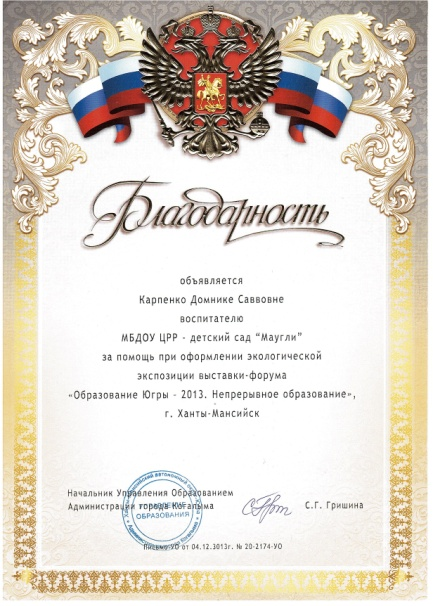 Благодарность
объявляется
Карпенко Домнике Саввовне
воспитателю
МБДОУ ЦРР - детский сад "Маугли"
за помощь при оформлении экологической
экспозиции выставки-форума
«Образование Югры - 2013. Непрерывное образование»,
г. Ханты-Мансийск
Начальник Управления Образованием
Администрации города Когалыма
С.Г. Гришина
ОБРАЗОВАНИЯ
Письмо УО от 04.12.3013г. № 20-2174-УО